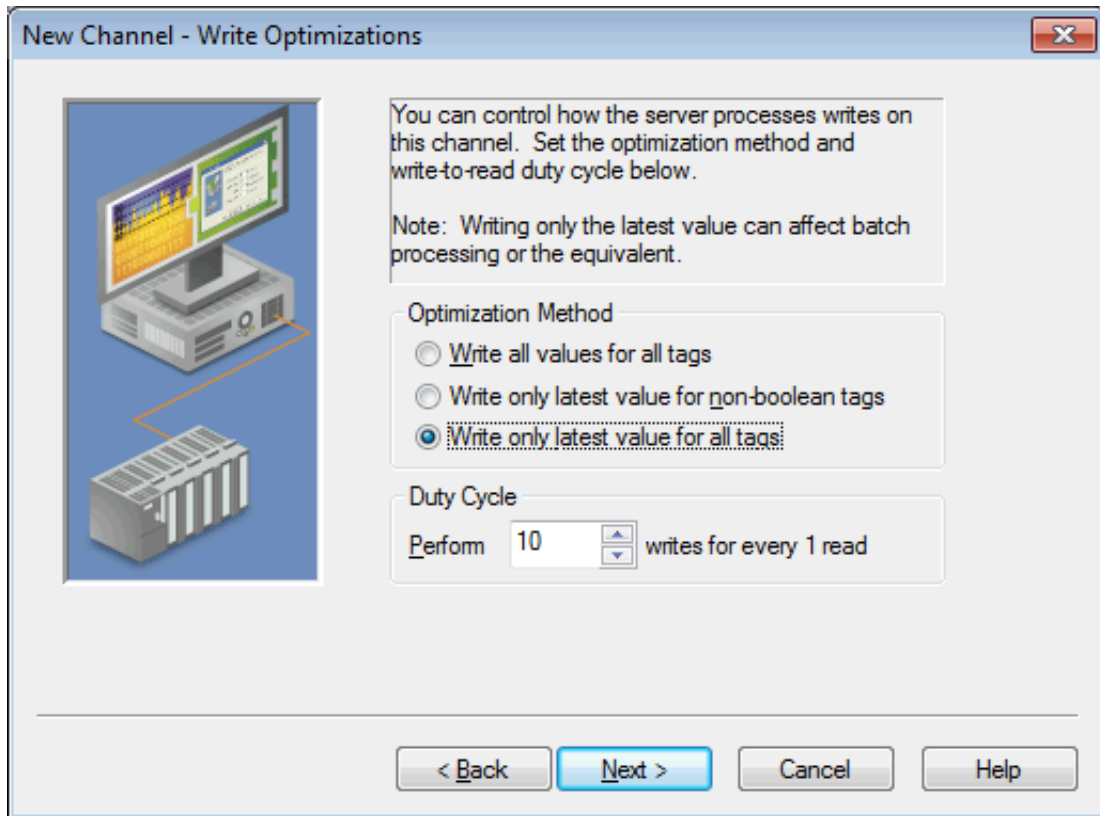 New Channel - Write Optimizations
You can control how the server processes writes on
this channel.  Set the optimization method and
write-to-read duty cycle below.
Note:  Writing only the latest value can affect batch
processing or the equivalent.
Optimization Method
Write all values for all tags
Write only latest value for non-boolean tags
Write only latest value for all tags
Duty Cycle
Perform 10 writes for every 1 read
< Back Next > Cancel Help